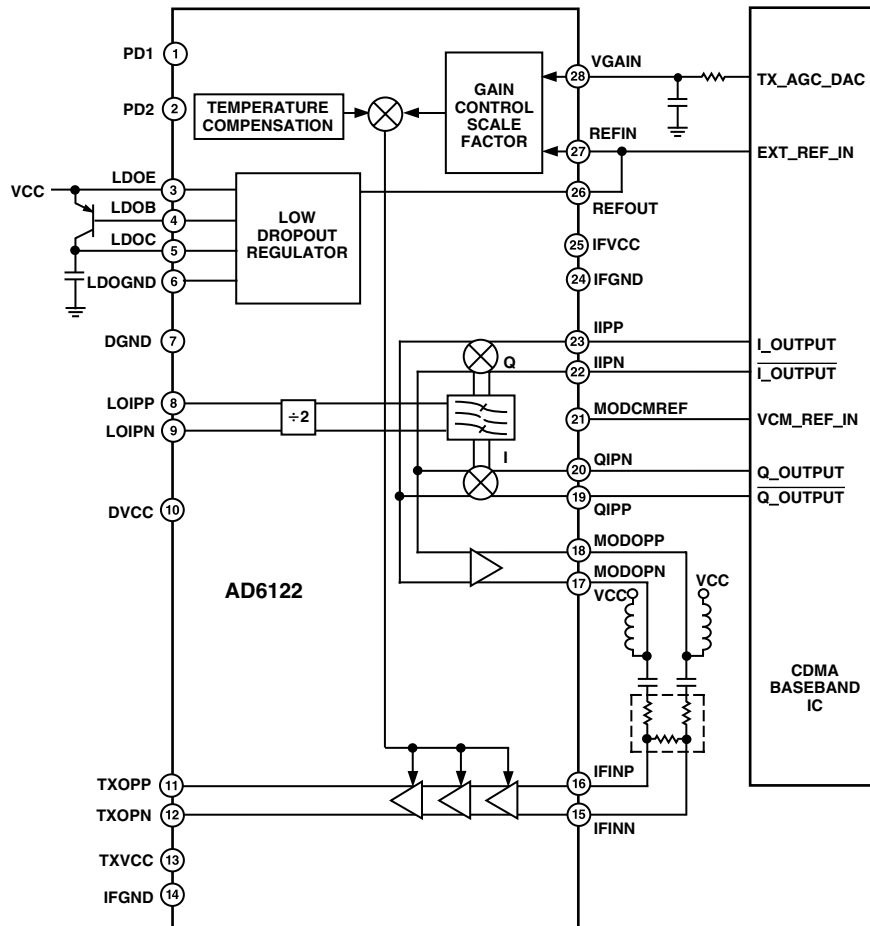 PD1
1
PD2
2
TEMPERATURE
COMPENSATION
GAIN
CONTROL
SCALE
FACTOR
VGAIN
28
TX_AGC_DAC
REFIN
27
EXT_REF_IN
26
REFOUT
VCC
LDOE
3
LDOB
4
LDOC
5
LDOGND
6
LOW
DROPOUT
REGULATOR
25
IFVCC
24
IFGND
DGND
7
IIPP
23
I_OUTPUT
Q
22
IIPN
I_OUTPUT
LOIPP
8
LOIPN
9
÷2
MODCMREF
21
VCM_REF_IN
I
QIPN
20
Q_OUTPUT
19
QIPP
Q_OUTPUT
DVCC
10
MODOPP
18
MODOPN
17
VCC
VCC
AD6122
CDMA
BASEBAND
IC
TXOPP
11
TXOPN
12
IFINP
16
15
IFINN
TXVCC
13
IFGND
14